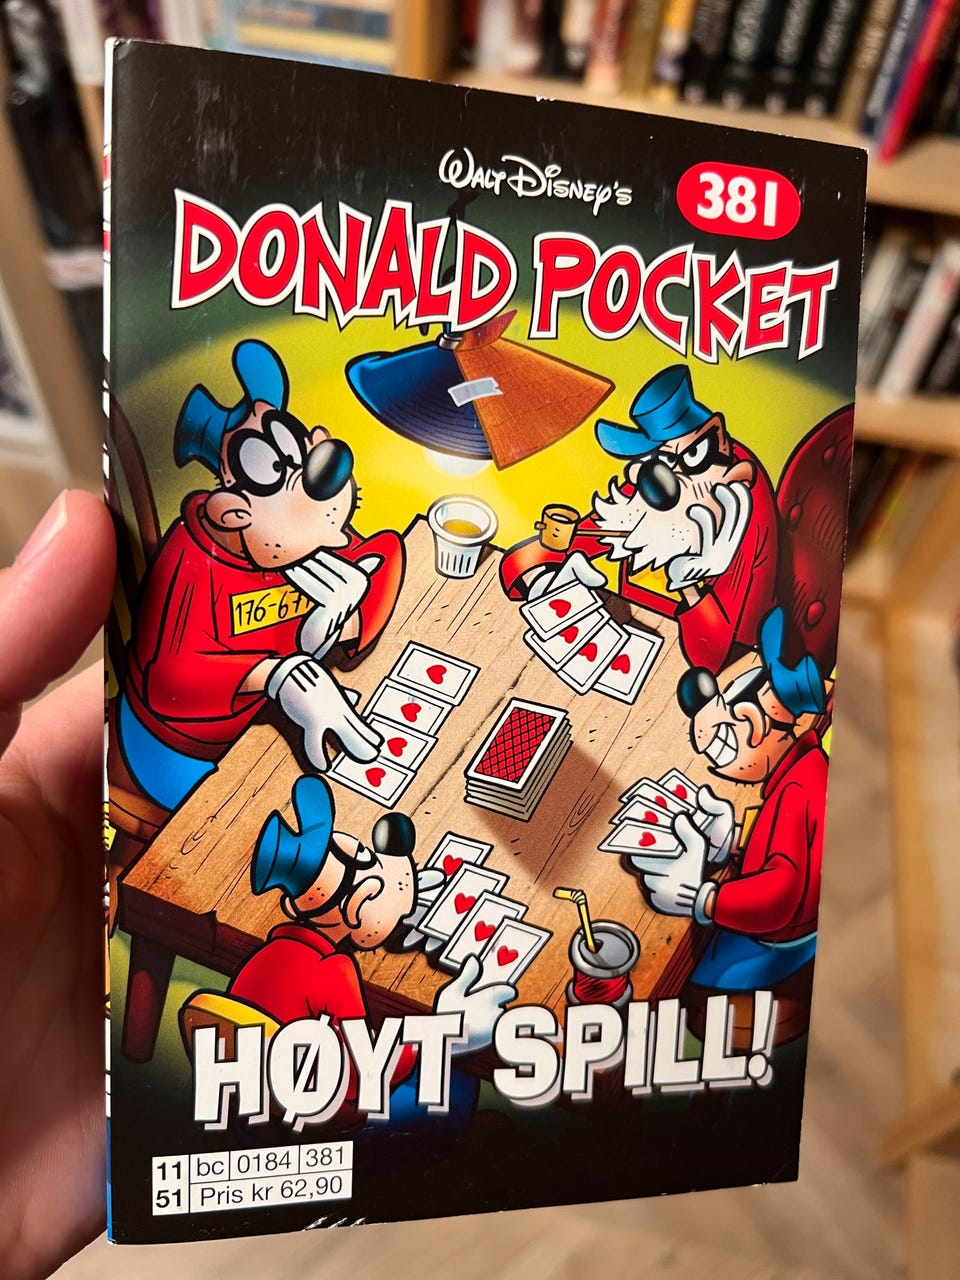 WALT DISNEY'S
381
DONALD POCKET
176-671
HØYT SPILL!
11 bc 0184 381
51 Pris kr 62,90